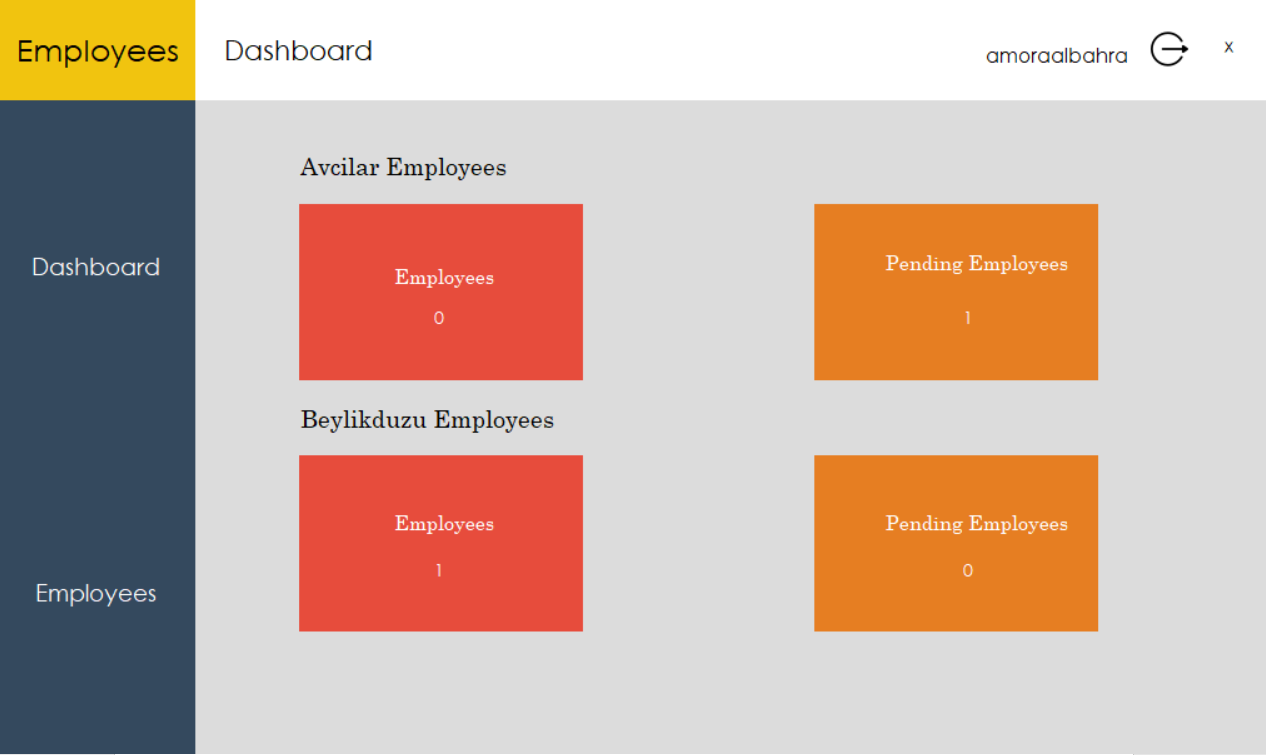 Employees
Dashboard
amoraalbahra
x
Dashboard
Employees
Avcilar Employees
Employees
0
Pending Employees
1
Beylikduzu Employees
Employees
1
Pending Employees
0